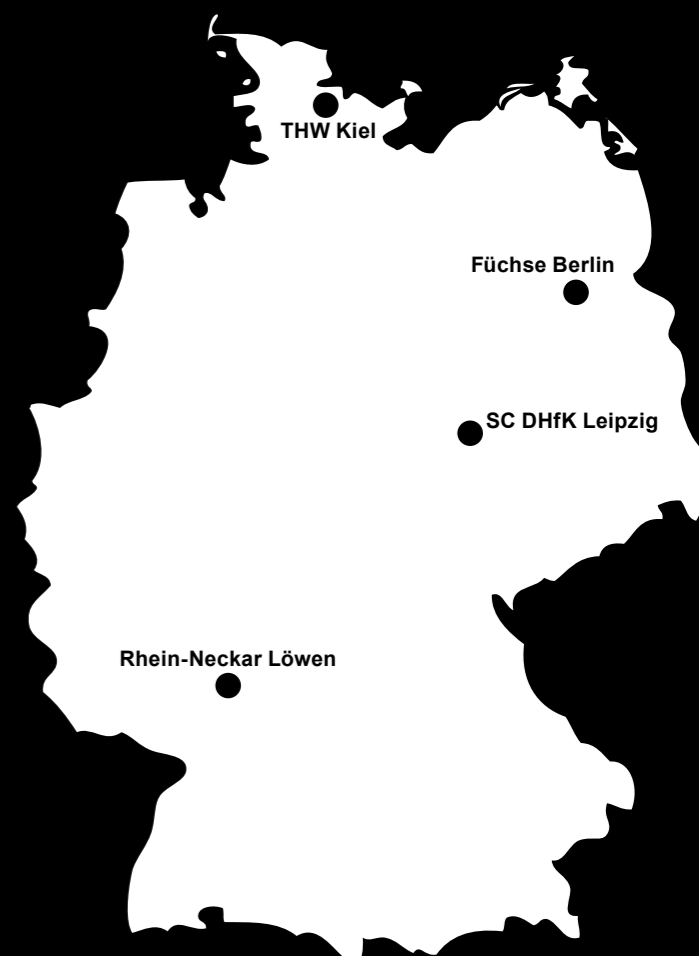 THW Kiel
Füchse Berlin
SC DHfK Leipzig
Rhein-Neckar Löwen